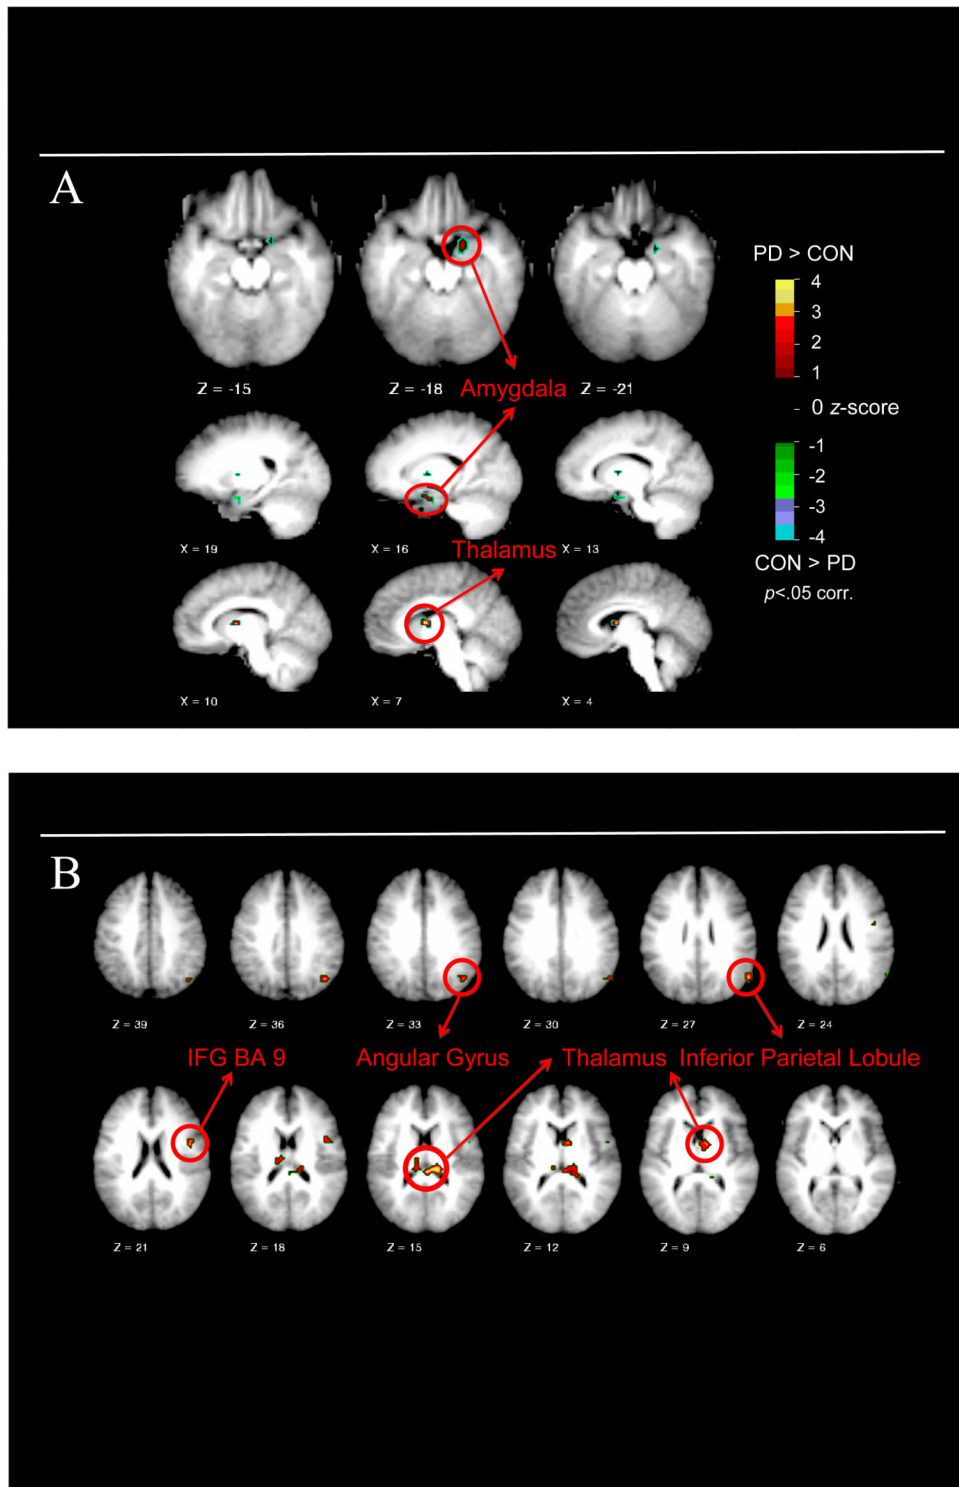 A
PD > CON
4
3
2
1
0 z-score
-1
-2
-3
-4
CON > PD
p<.05 corr.
Z = -15
Z = -18
Z = -21
Amygdala
X = 19
X = 16
X = 13
Thalamus
X = 10
X = 7
X = 4
B
Z = 39
Z = 36
Z = 33
Z = 30
Z = 27
Z = 24
IFG BA 9
Angular Gyrus
Thalamus
Inferior Parietal Lobule
Z = 21
Z = 18
Z = 15
Z = 12
Z = 9
Z = 6